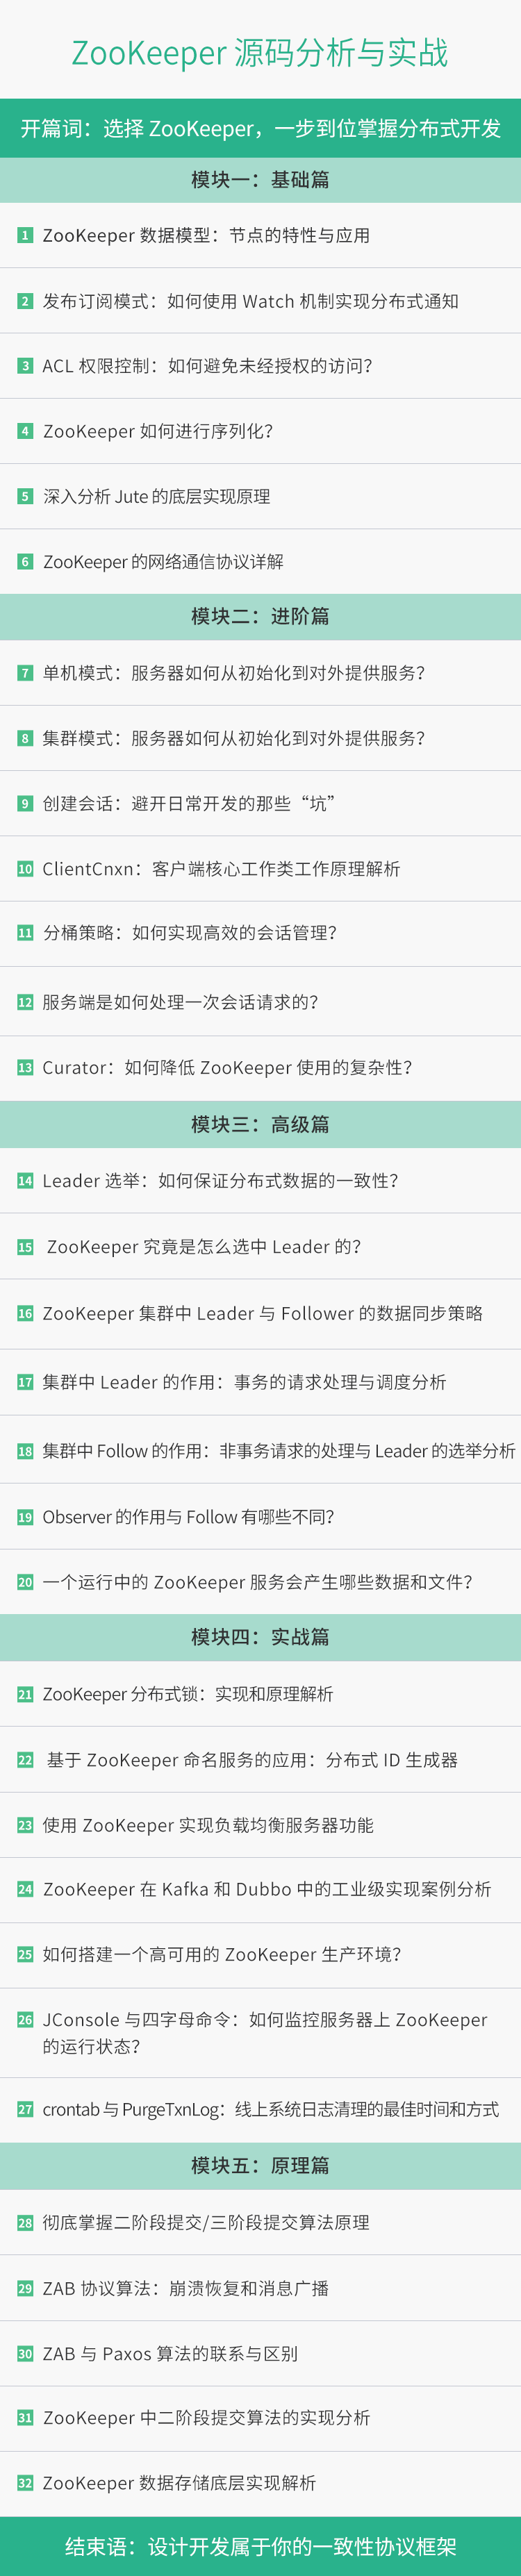 ZooKeeper 源码分析与实战
开篇词：选择 ZooKeeper，一步到位掌握分布式开发
模块一：基础篇
1 ZooKeeper 数据模型：节点的特性与应用
2 发布订阅模式：如何使用 Watch 机制实现分布式通知
3 ACL 权限控制：如何避免未经授权的访问？
4 ZooKeeper 如何进行序列化？
5 深入分析 Jute 的底层实现原理
6 ZooKeeper 的网络通信协议详解
模块二：进阶篇
7 单机模式：服务器如何从初始化到对外提供服务？
8 集群模式：服务器如何从初始化到对外提供服务？
9 创建会话：避开日常开发的那些“坑”
10 ClientCnxn：客户端核心工作类工作原理解析
11 分桶策略：如何实现高效的会话管理？
12 服务端是如何处理一次会话请求的？
13 Curator：如何降低 ZooKeeper 使用的复杂性？
模块三：高级篇
14 Leader 选举：如何保证分布式数据的一致性？
15 ZooKeeper 究竟是怎么选中 Leader 的？
16 ZooKeeper 集群中 Leader 与 Follower 的数据同步策略
17 集群中 Leader 的作用：事务的请求处理与调度分析
18 集群中 Follow 的作用：非事务请求的处理与 Leader 的选举分析
19 Observer 的作用与 Follow 有哪些不同？
20 一个运行中的 ZooKeeper 服务会产生哪些数据和文件？
模块四：实战篇
21 ZooKeeper 分布式锁：实现和原理解析
22 基于 ZooKeeper 命名服务的应用：分布式 ID 生成器
23 使用 ZooKeeper 实现负载均衡服务器功能
24 ZooKeeper 在 Kafka 和 Dubbo 中的工业级实现案例分析
25 如何搭建一个高可用的 ZooKeeper 生产环境？
26 JConsole 与四字母命令：如何监控服务器上 ZooKeeper
的运行状态？
27 crontab 与 PurgeTxnLog：线上系统日志清理的最佳时间和方式
模块五：原理篇
28 彻底掌握二阶段提交/三阶段提交算法原理
29 ZAB 协议算法：崩溃恢复和消息广播
30 ZAB 与 Paxos 算法的联系与区别
31 ZooKeeper 中二阶段提交算法的实现分析
32 ZooKeeper 数据存储底层实现解析
结束语：设计开发属于你的一致性协议框架